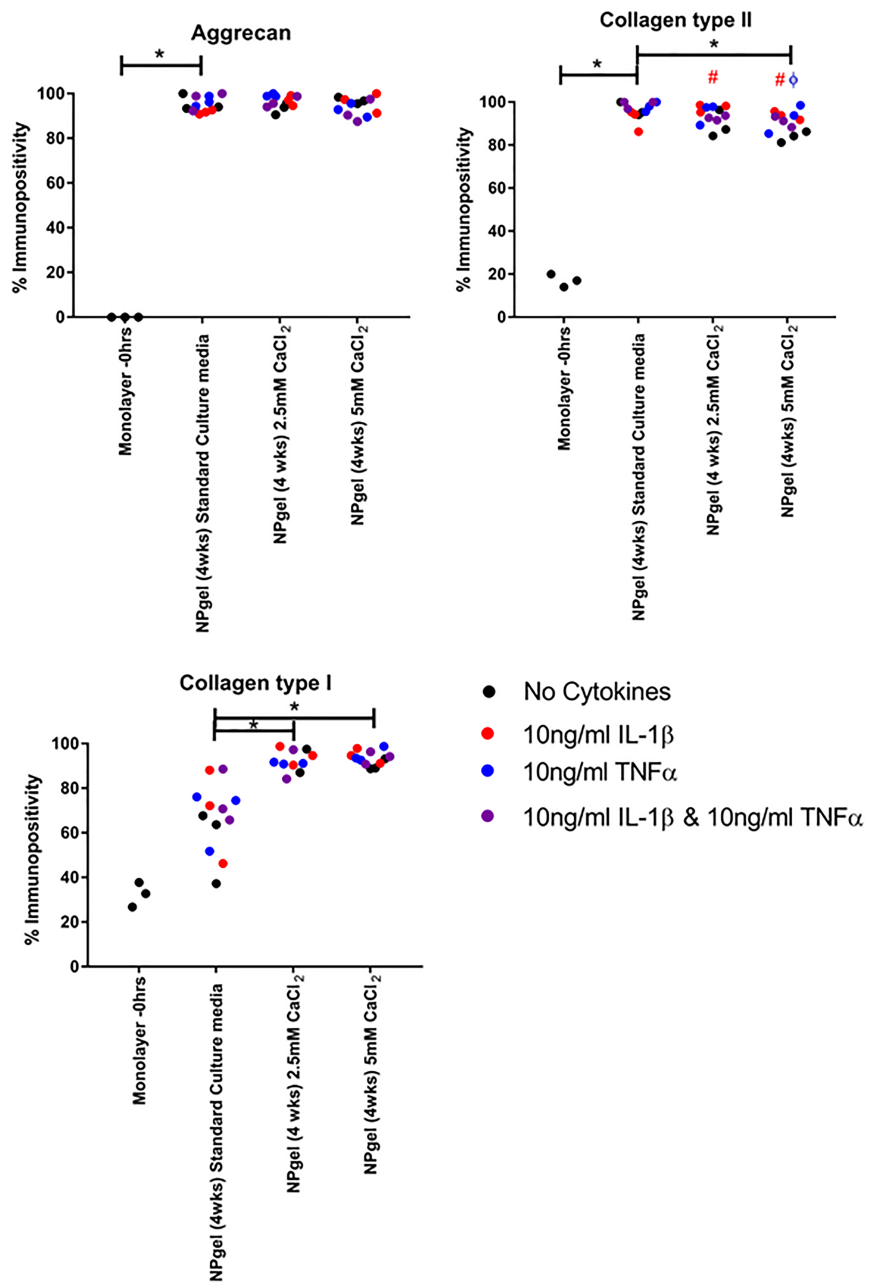 Aggrecan
*
% Immunopositivity
100
80
60
40
20
0
Monolayer -0hrs
NPgel (4wks) Standard Culture media
NPgel (4 wks) 2.5mM CaCl2
NPgel (4wks) 5mM CaCl2
Collagen type II
*
*
#
# ϕ
% Immunopositivity
100
80
60
40
20
0
Monolayer -0hrs
NPgel (4wks) Standard Culture media
NPgel (4 wks) 2.5mM CaCl2
NPgel (4wks) 5mM CaCl2
Collagen type I
*
*
% Immunopositivity
100
80
60
40
20
0
Monolayer -0hrs
NPgel (4wks) Standard Culture media
NPgel (4 wks) 2.5mM CaCl2
NPgel (4wks) 5mM CaCl2
No Cytokines
10ng/ml IL-1β
10ng/ml TNFα
10ng/ml IL-1β & 10ng/ml TNFα